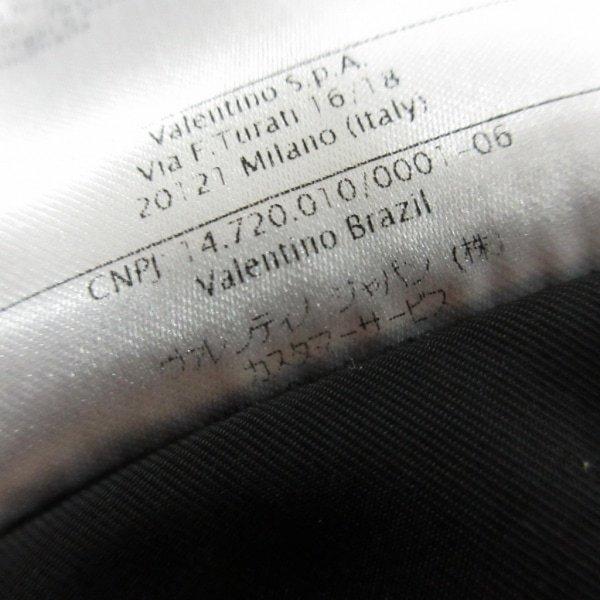 Valentino S.p.A.
Via F.Turati 16/18
20121 Milano (Italy)
CNPJ 14.720.010/0001-06
Valentino Brazil
ヴァレンティノ ジャパン (株)
カスタマーサービス